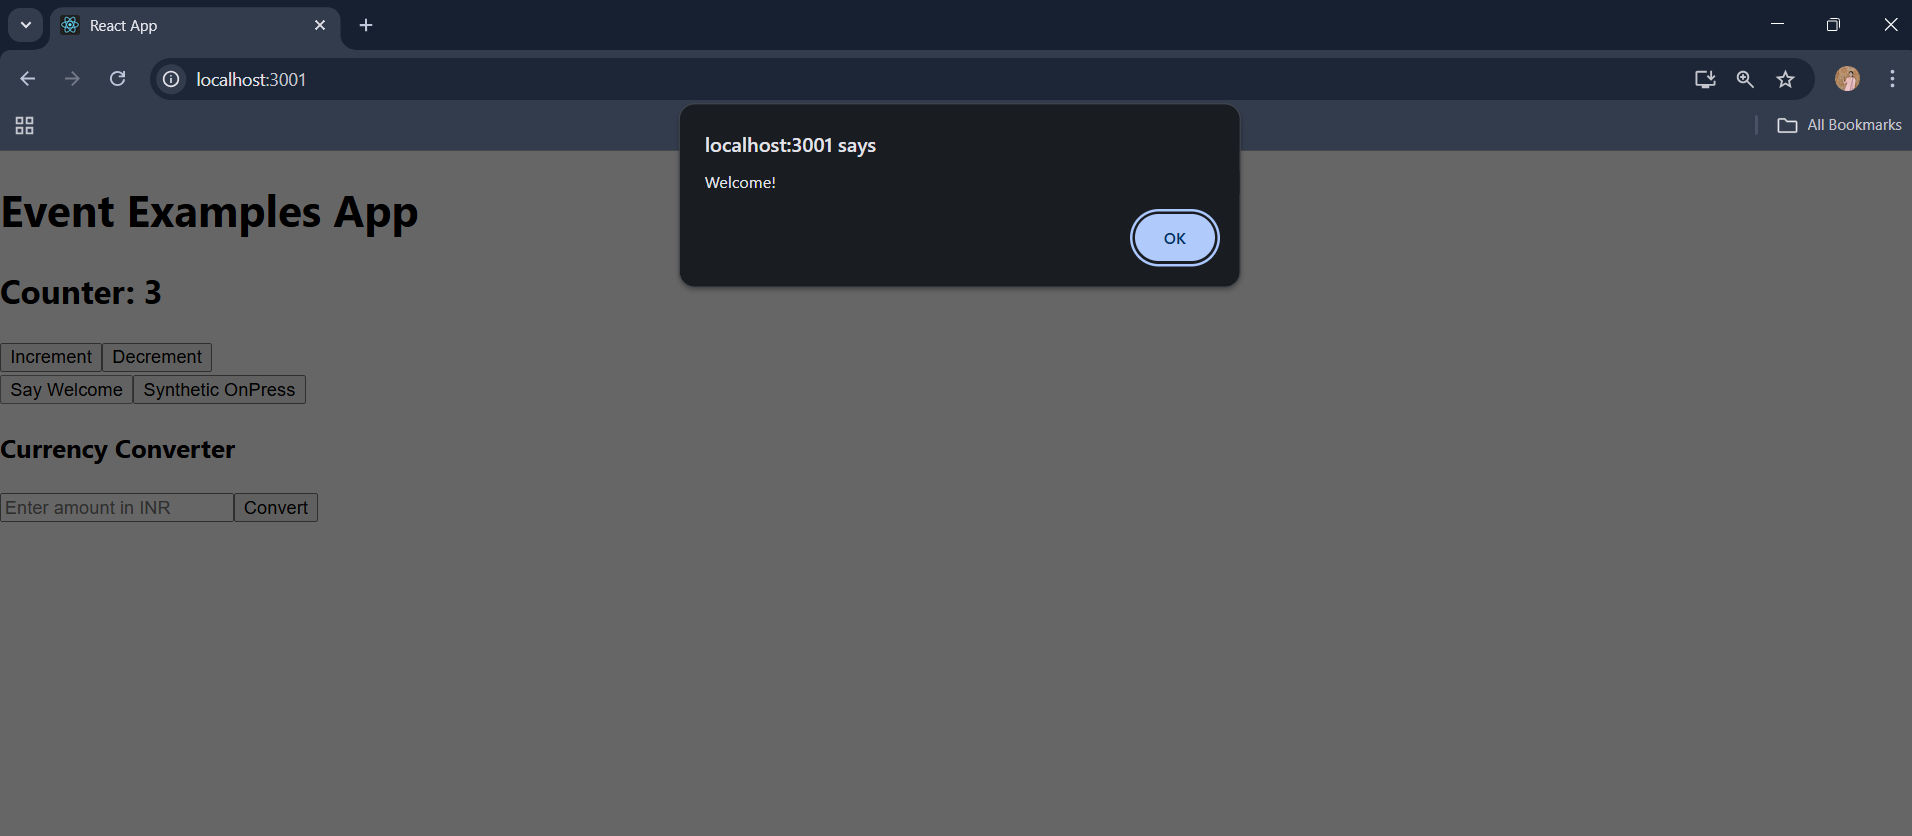 React App
localhost:3001
All Bookmarks
localhost:3001 says
Welcome!
OK
Event Examples App
Counter: 3
Increment Decrement
Say Welcome Synthetic OnPress
Currency Converter
Enter amount in INR Convert